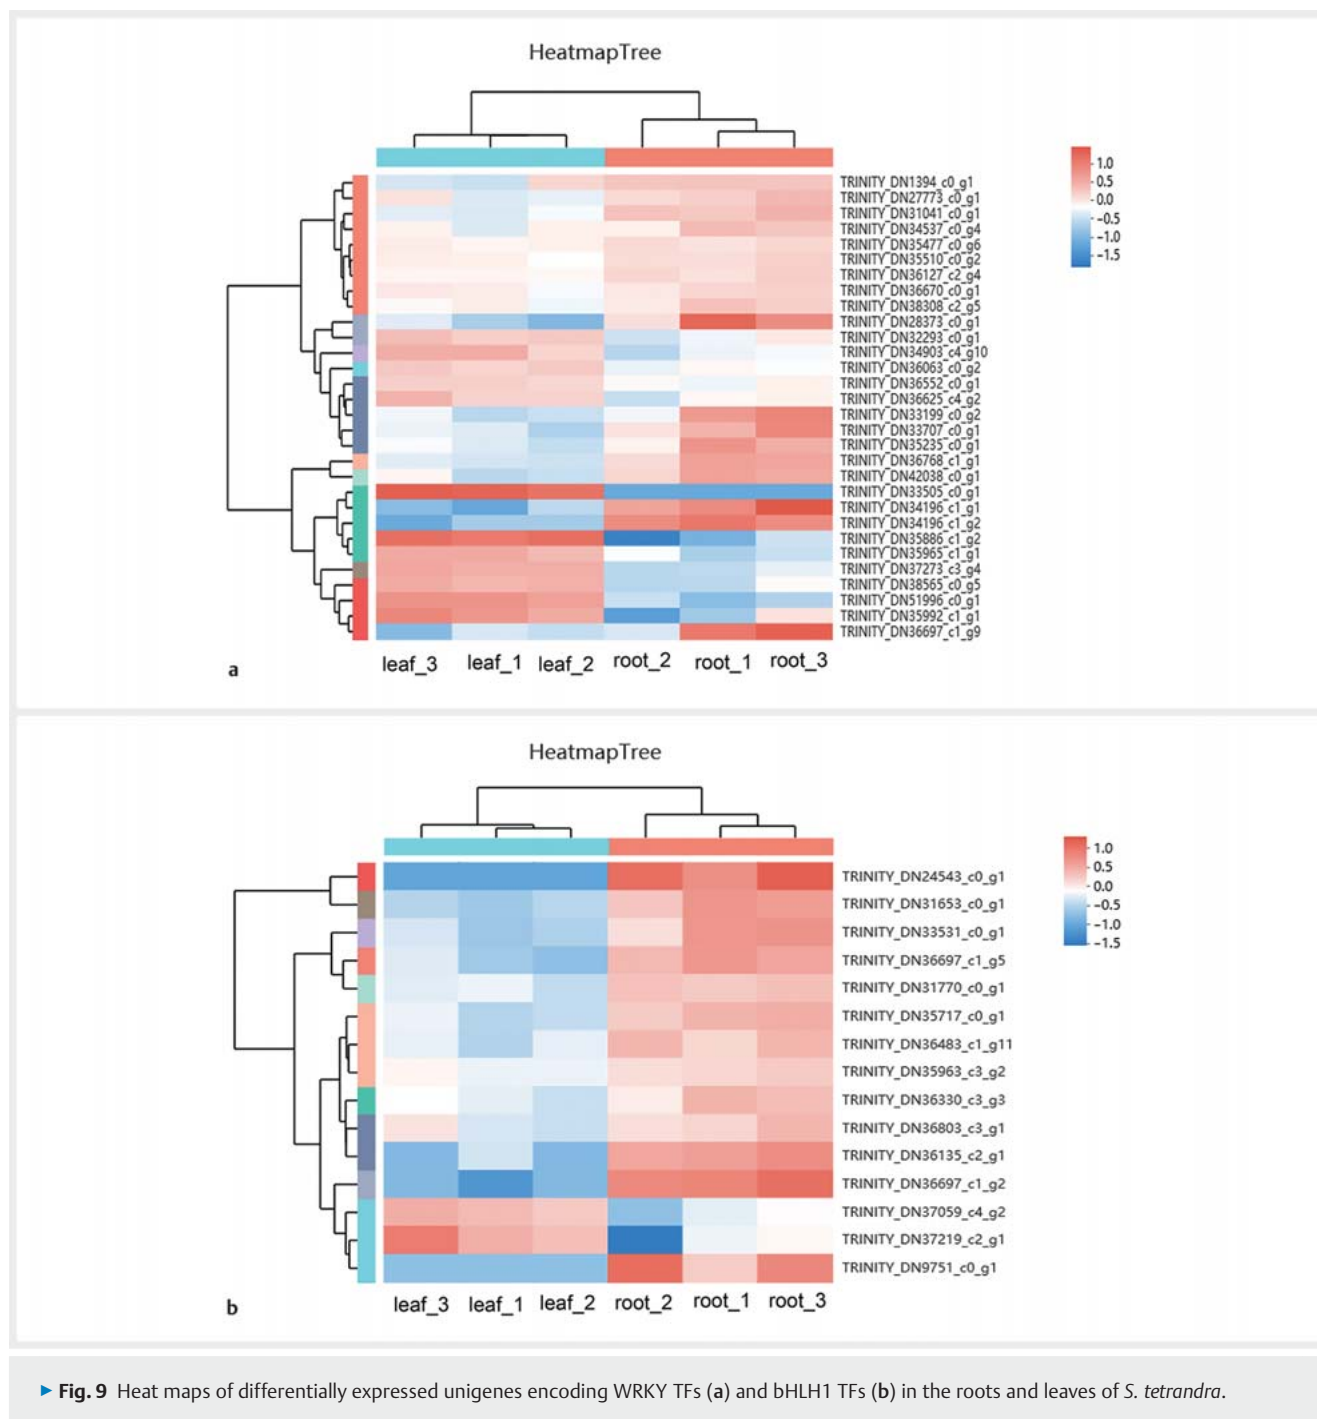 HeatmapTree
1.0
0.5
0.0
−0.5
−1.0
−1.5
TRINITY_DN1394_c0_g1
TRINITY_DN27773_c0_g1
TRINITY_DN31041_c0_g1
TRINITY_DN34537_c0_g4
TRINITY_DN35477_c0_g6
TRINITY_DN35510_c0_g2
TRINITY_DN36127_c2_g4
TRINITY_DN36670_c0_g1
TRINITY_DN38308_c2_g5
TRINITY_DN28373_c0_g1
TRINITY_DN32293_c0_g1
TRINITY_DN34903_c4_g10
TRINITY_DN36063_c0_g2
TRINITY_DN36552_c0_g1
TRINITY_DN36625_c4_g2
TRINITY_DN33199_c0_g2
TRINITY_DN33707_c0_g1
TRINITY_DN35235_c0_g1
TRINITY_DN36768_c1_g1
TRINITY_DN42038_c0_g1
TRINITY_DN33505_c0_g1
TRINITY_DN34196_c1_g1
TRINITY_DN34196_c1_g2
TRINITY_DN35886_c1_g2
TRINITY_DN35965_c1_g1
TRINITY_DN37273_c3_g4
TRINITY_DN38565_c0_g5
TRINITY_DN51996_c0_g1
TRINITY_DN35992_c1_g1
TRINITY_DN36697_c1_g9
leaf_3 leaf_1 leaf_2 root_2 root_1 root_3
a
HeatmapTree
1.0
0.5
0.0
−0.5
−1.0
−1.5
TRINITY_DN24543_c0_g1
TRINITY_DN31653_c0_g1
TRINITY_DN33531_c0_g1
TRINITY_DN36697_c1_g5
TRINITY_DN31770_c0_g1
TRINITY_DN35717_c0_g1
TRINITY_DN36483_c1_g11
TRINITY_DN35963_c3_g2
TRINITY_DN36330_c3_g3
TRINITY_DN36803_c3_g1
TRINITY_DN36135_c2_g1
TRINITY_DN36697_c1_g2
TRINITY_DN37059_c4_g2
TRINITY_DN37219_c2_g1
TRINITY_DN9751_c0_g1
leaf_3 leaf_1 leaf_2 root_2 root_1 root_3
b
► Fig. 9 Heat maps of differentially expressed unigenes encoding WRKY TFs (a) and bHLH1 TFs (b) in the roots and leaves of S. tetrandra.